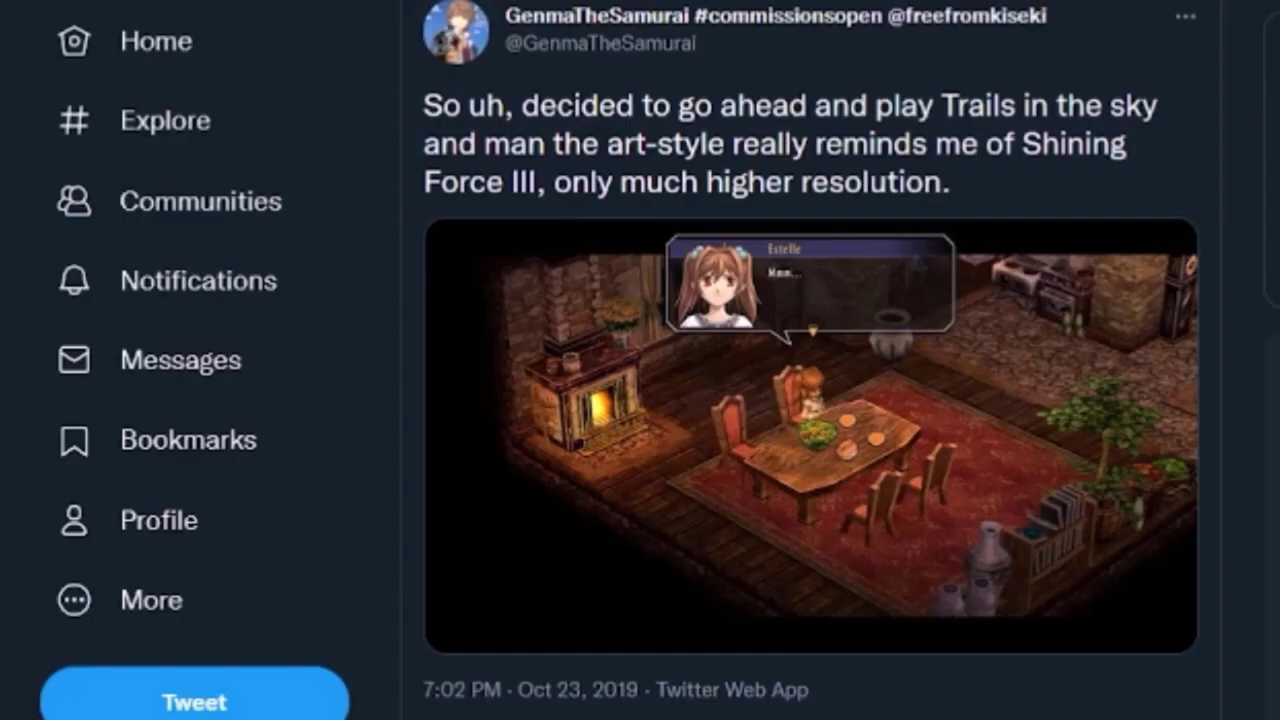 Home
Explore
Communities
Notifications
Messages
Bookmarks
Profile
More
Tweet
GenmaTheSamurai #commissionsopen @freefromkiseki
@GenmaTheSamurai
So uh, decided to go ahead and play Trails in the sky
and man the art-style really reminds me of Shining
Force III, only much higher resolution.
Estelle
Mmm...
7:02 PM · Oct 23, 2019 · Twitter Web App